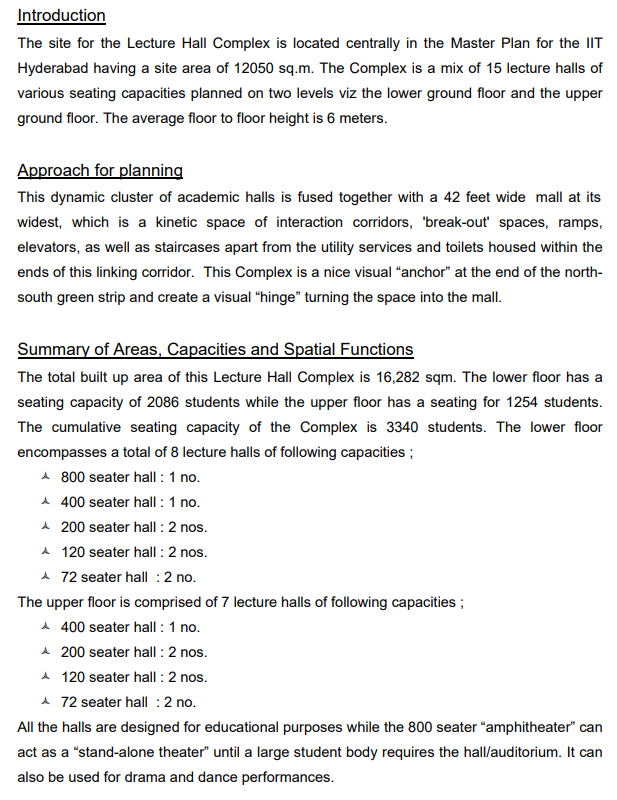 Introduction
The site for the Lecture Hall Complex is located centrally in the Master Plan for the IIT
Hyderabad having a site area of 12050 sq.m. The Complex is a mix of 15 lecture halls of
various seating capacities planned on two levels viz the lower ground floor and the upper
ground floor. The average floor to floor height is 6 meters.
Approach for planning
This dynamic cluster of academic halls is fused together with a 42 feet wide mall at its
widest, which is a kinetic space of interaction corridors, 'break-out' spaces, ramps,
elevators, as well as staircases apart from the utility services and toilets housed within the
ends of this linking corridor. This Complex is a nice visual “anchor” at the end of the north-
south green strip and create a visual “hinge” turning the space into the mall.
Summary of Areas, Capacities and Spatial Functions
The total built up area of this Lecture Hall Complex is 16,282 sqm. The lower floor has a
seating capacity of 2086 students while the upper floor has a seating for 1254 students.
The cumulative seating capacity of the Complex is 3340 students. The lower floor
encompasses a total of 8 lecture halls of following capacities ;
800 seater hall : 1 no.
400 seater hall : 1 no.
200 seater hall : 2 nos.
120 seater hall : 2 nos.
72 seater hall : 2 no.
The upper floor is comprised of 7 lecture halls of following capacities ;
400 seater hall : 1 no.
200 seater hall : 2 nos.
120 seater hall : 2 nos.
72 seater hall : 2 no.
All the halls are designed for educational purposes while the 800 seater “amphitheater” can
act as a “stand-alone theater” until a large student body requires the hall/auditorium. It can
also be used for drama and dance performances.